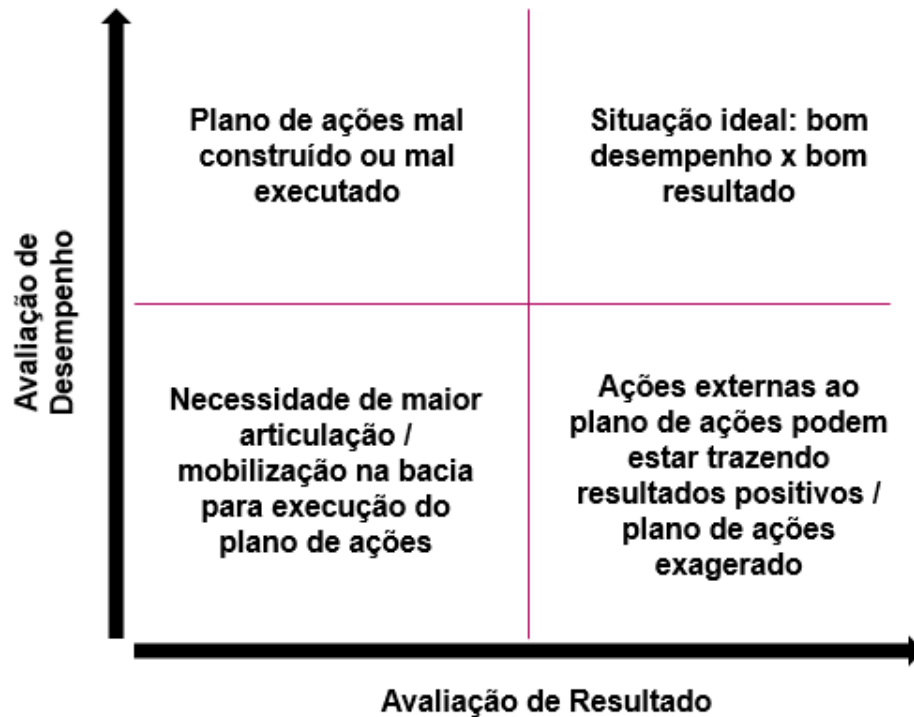 Avaliação de
Desempenho
Plano de ações mal
construído ou mal
executado
Situação ideal: bom
desempenho x bom
resultado
Necessidade de maior
articulação /
mobilização na bacia
para execução do
plano de ações
Ações externas ao
plano de ações podem
estar trazendo
resultados positivos /
plano de ações
exagerado
Avaliação de Resultado